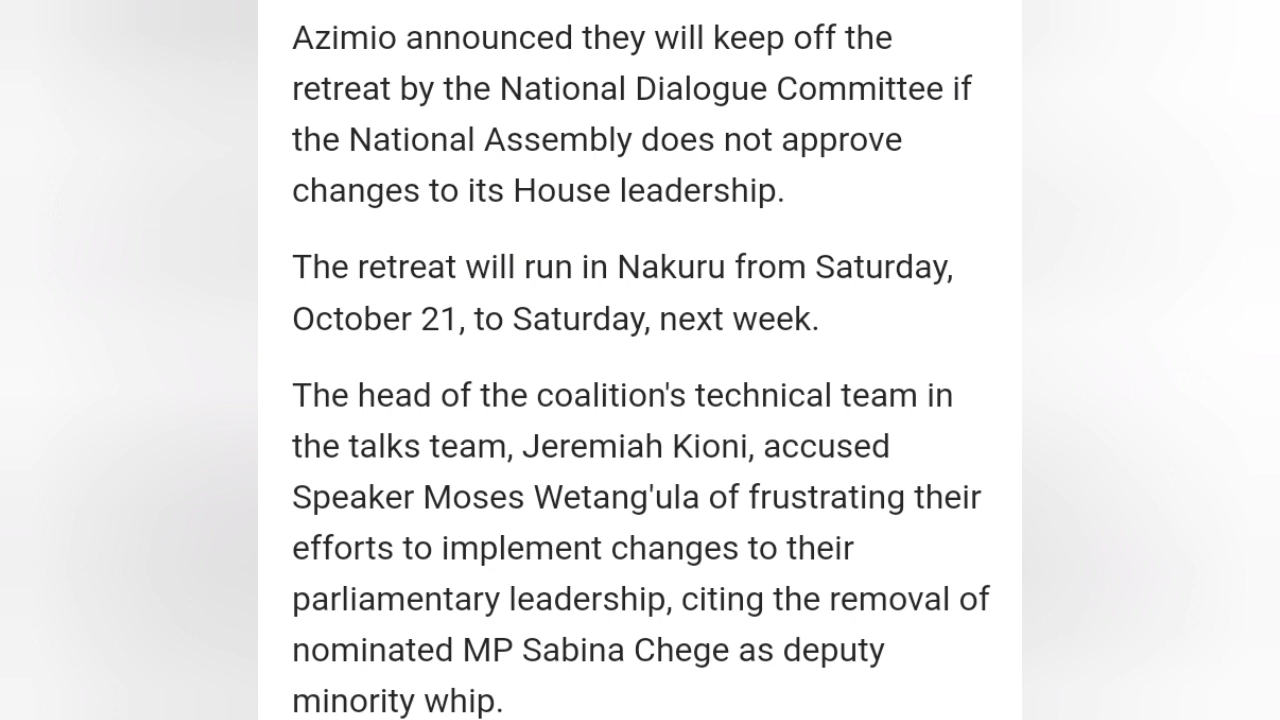 Azimio announced they will keep off the
retreat by the National Dialogue Committee if
the National Assembly does not approve
changes to its House leadership.
The retreat will run in Nakuru from Saturday,
October 21, to Saturday, next week.
The head of the coalition's technical team in
the talks team, Jeremiah Kioni, accused
Speaker Moses Wetang'ula of frustrating their
efforts to implement changes to their
parliamentary leadership, citing the removal of
nominated MP Sabina Chege as deputy
minority whip.